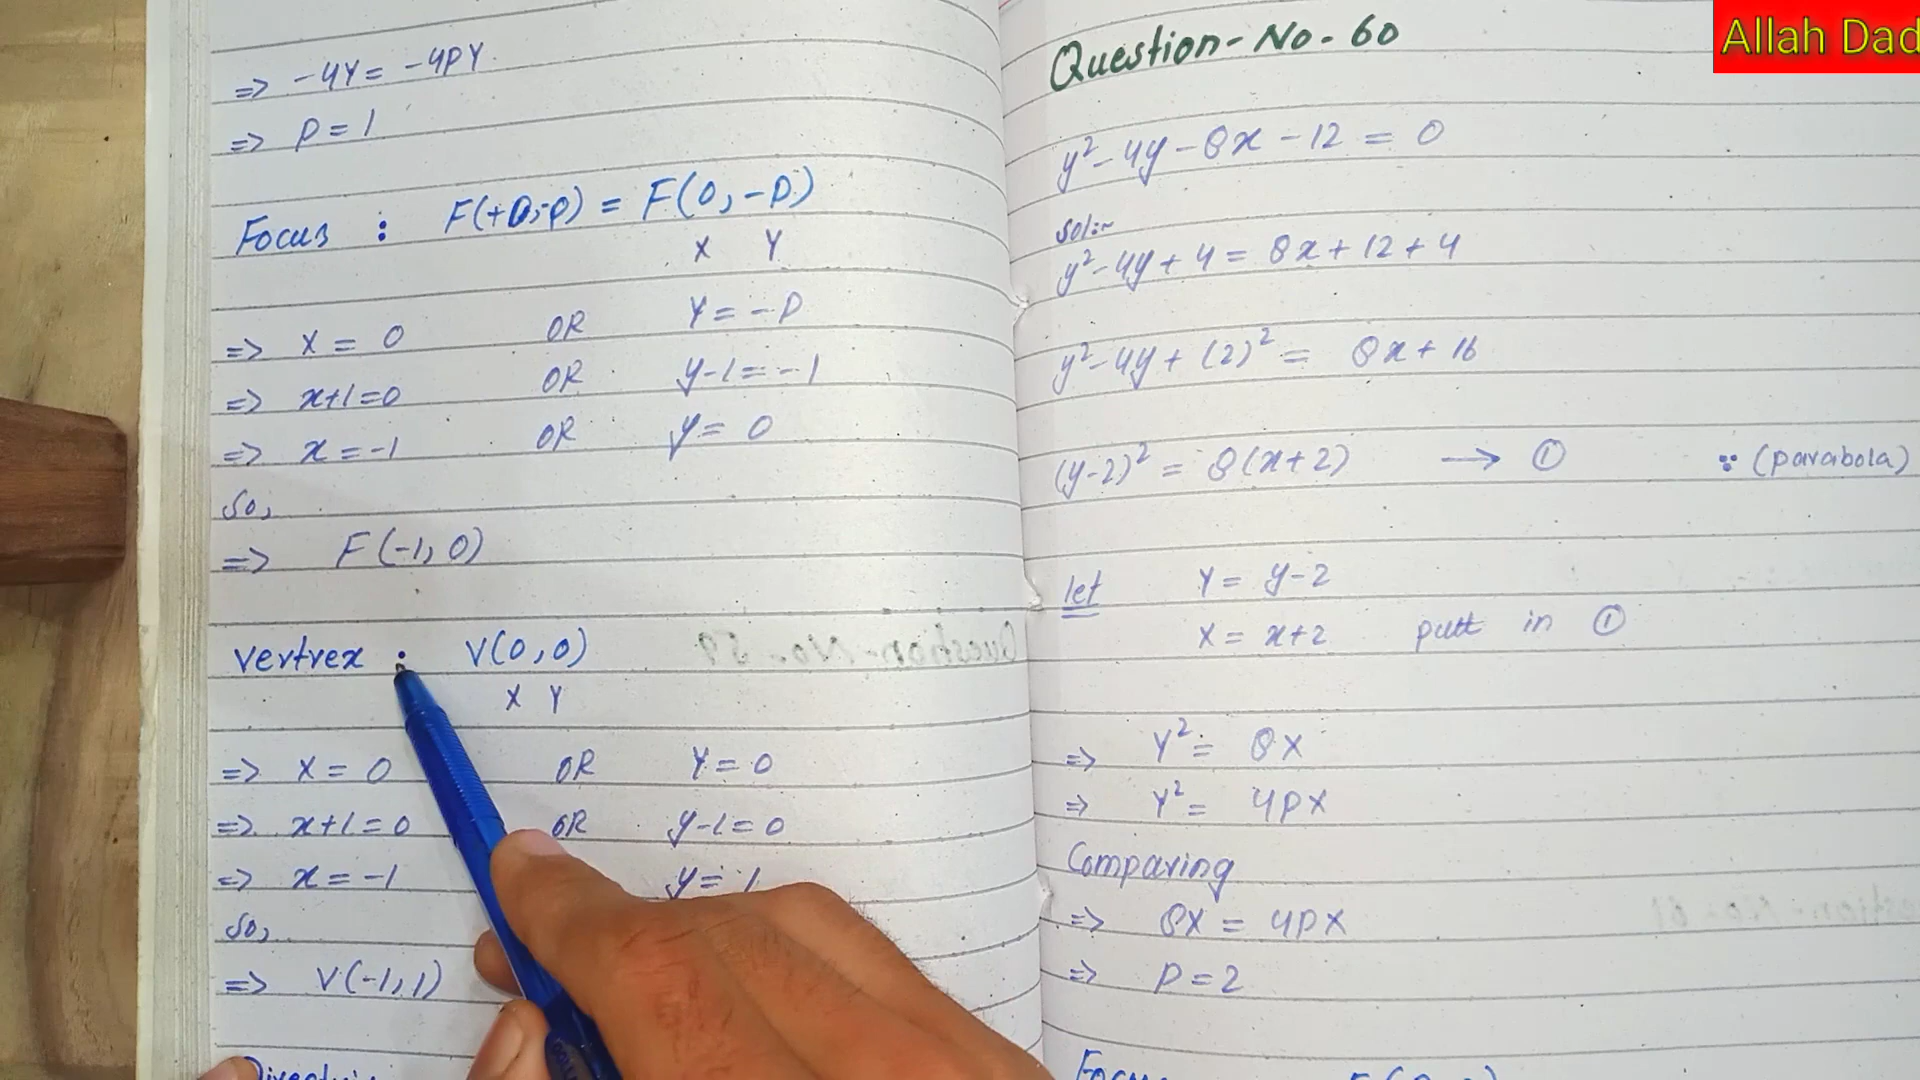 => -4Y = -4PY
=> P = 1
Focus : F(+0,-P) = F(0, -P)
X Y
=> X = 0 OR Y = -P
=> x+1=0 OR y-1 = -1
=> x = -1 OR y = 0
So,
=> F(-1, 0)
Vertrex : V(0, 0)
X Y
=> X = 0 OR Y = 0
=> x+1=0 OR y-1=0
=> x = -1 y = 1
So,
=> V(-1, 1)
Allah Dad
Question-No-60
y² - 4y - 8x - 12 = 0
Sol:~
y² - 4y + 4 = 8x + 12 + 4
y² - 4y + (2)² = 8x + 16
(y-2)² = 8(x+2) → ① ∵ (parabola)
let Y = y-2
X = x+2 putt in ①
=> Y² = 8X
=> Y² = 4PX
Comparing
=> 8X = 4PX
=> P = 2